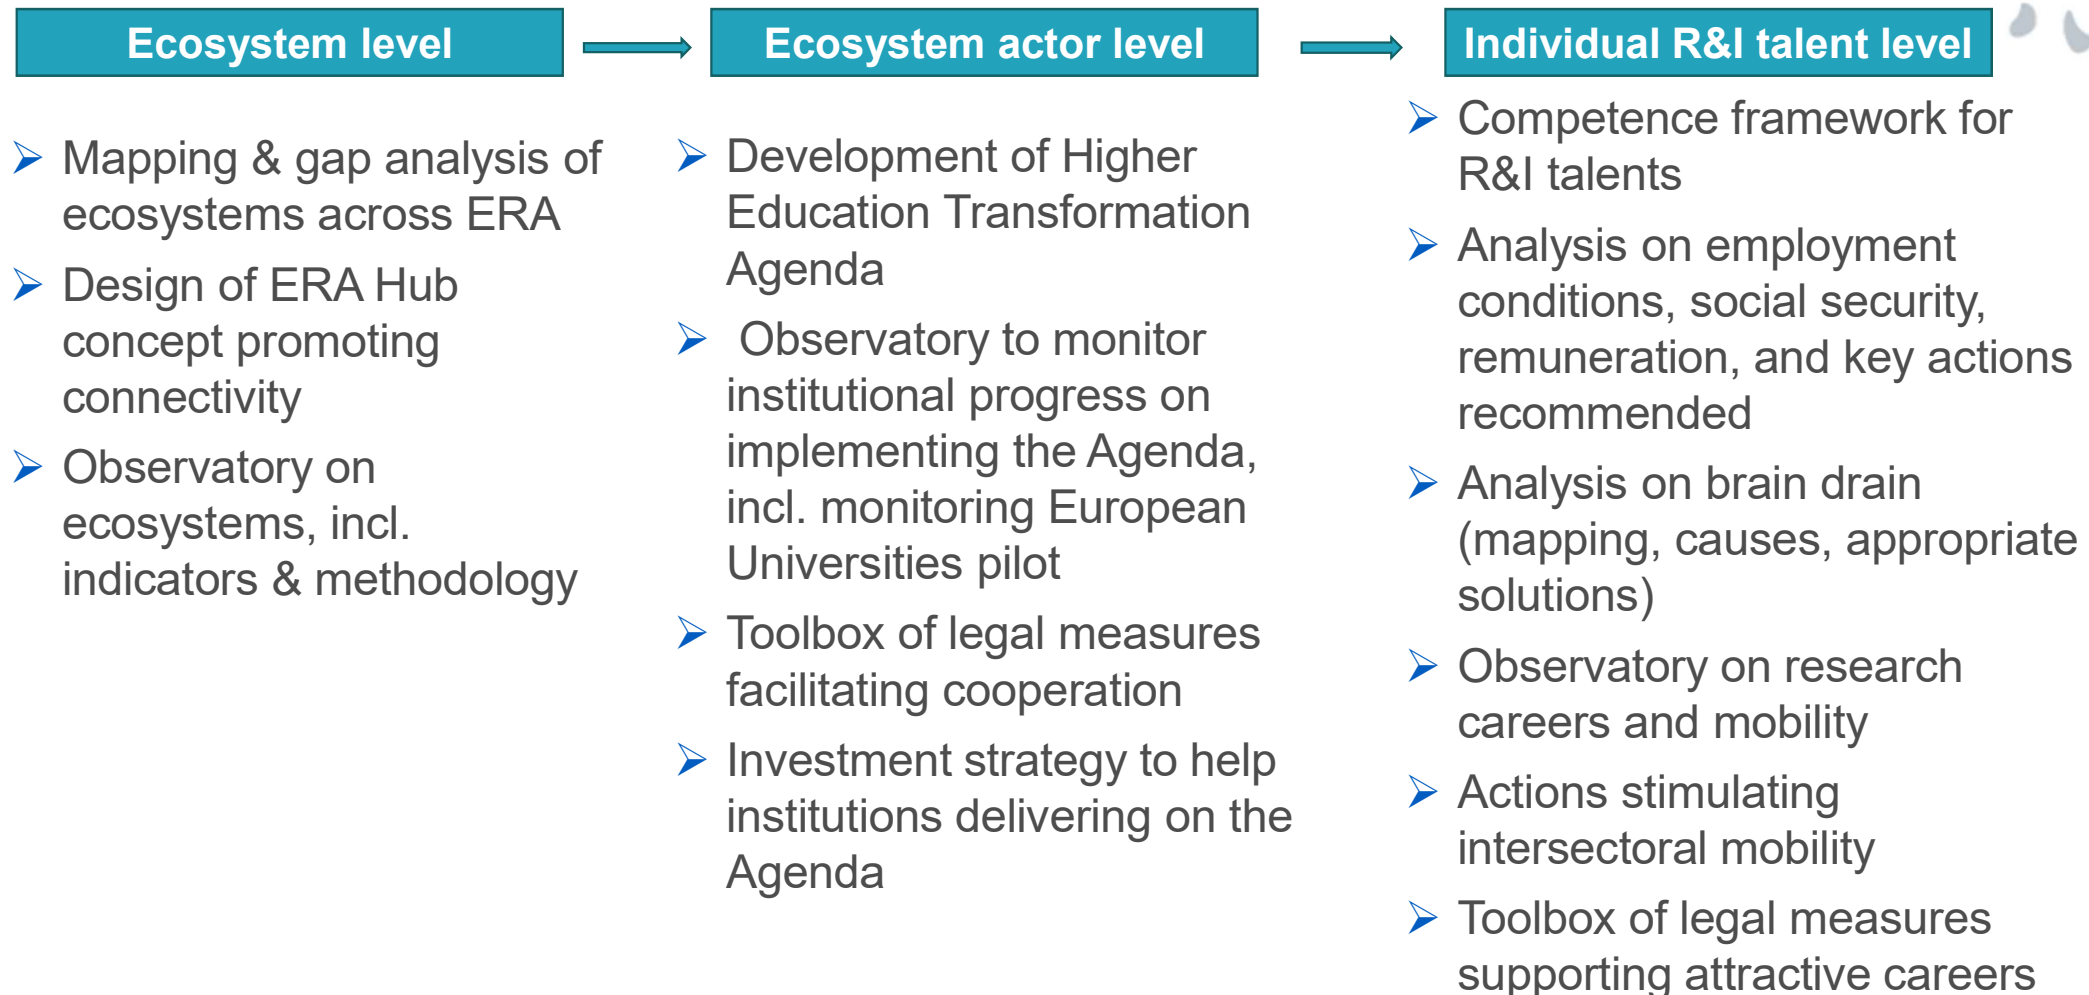 Ecosystem level
Mapping & gap analysis of
ecosystems across ERA
Design of ERA Hub
concept promoting
connectivity
Observatory on
ecosystems, incl.
indicators & methodology
Ecosystem actor level
Development of Higher
Education Transformation
Agenda
Observatory to monitor
institutional progress on
implementing the Agenda,
incl. monitoring European
Universities pilot
Toolbox of legal measures
facilitating cooperation
Investment strategy to help
institutions delivering on the
Agenda
Individual R&I talent level
Competence framework for
R&I talents
Analysis on employment
conditions, social security,
remuneration, and key actions
recommended
Analysis on brain drain
(mapping, causes, appropriate
solutions)
Observatory on research
careers and mobility
Actions stimulating
intersectoral mobility
Toolbox of legal measures
supporting attractive careers